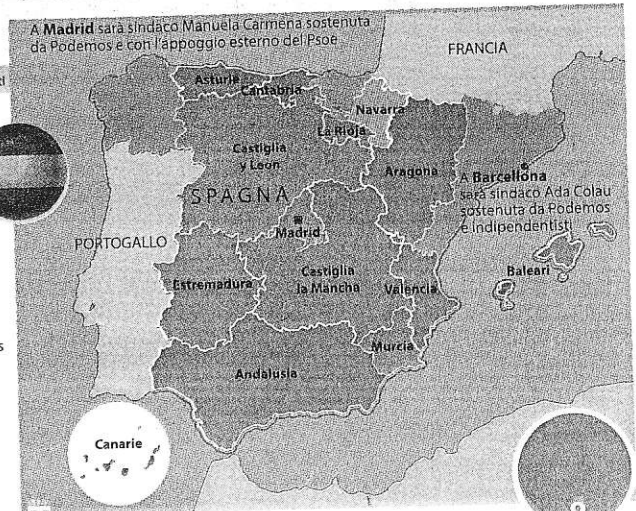 A Madrid sarà sindaco Manuela Carmena sostenuta
da Podemos e con l'appoggio esterno del Psoe
FRANCIA
Asturie
Cantabria
Navarra
La Rioja
Castiglia
y Leon
Aragona
A Barcellona
sarà sindaco Ada Colau
sostenuta da Podemos
e indipendentisti
SPAGNA
Madrid
PORTOGALLO
Baleari
Estremadura
Castiglia
la Mancha
Valencia
Murcia
Andalusia
Canarie